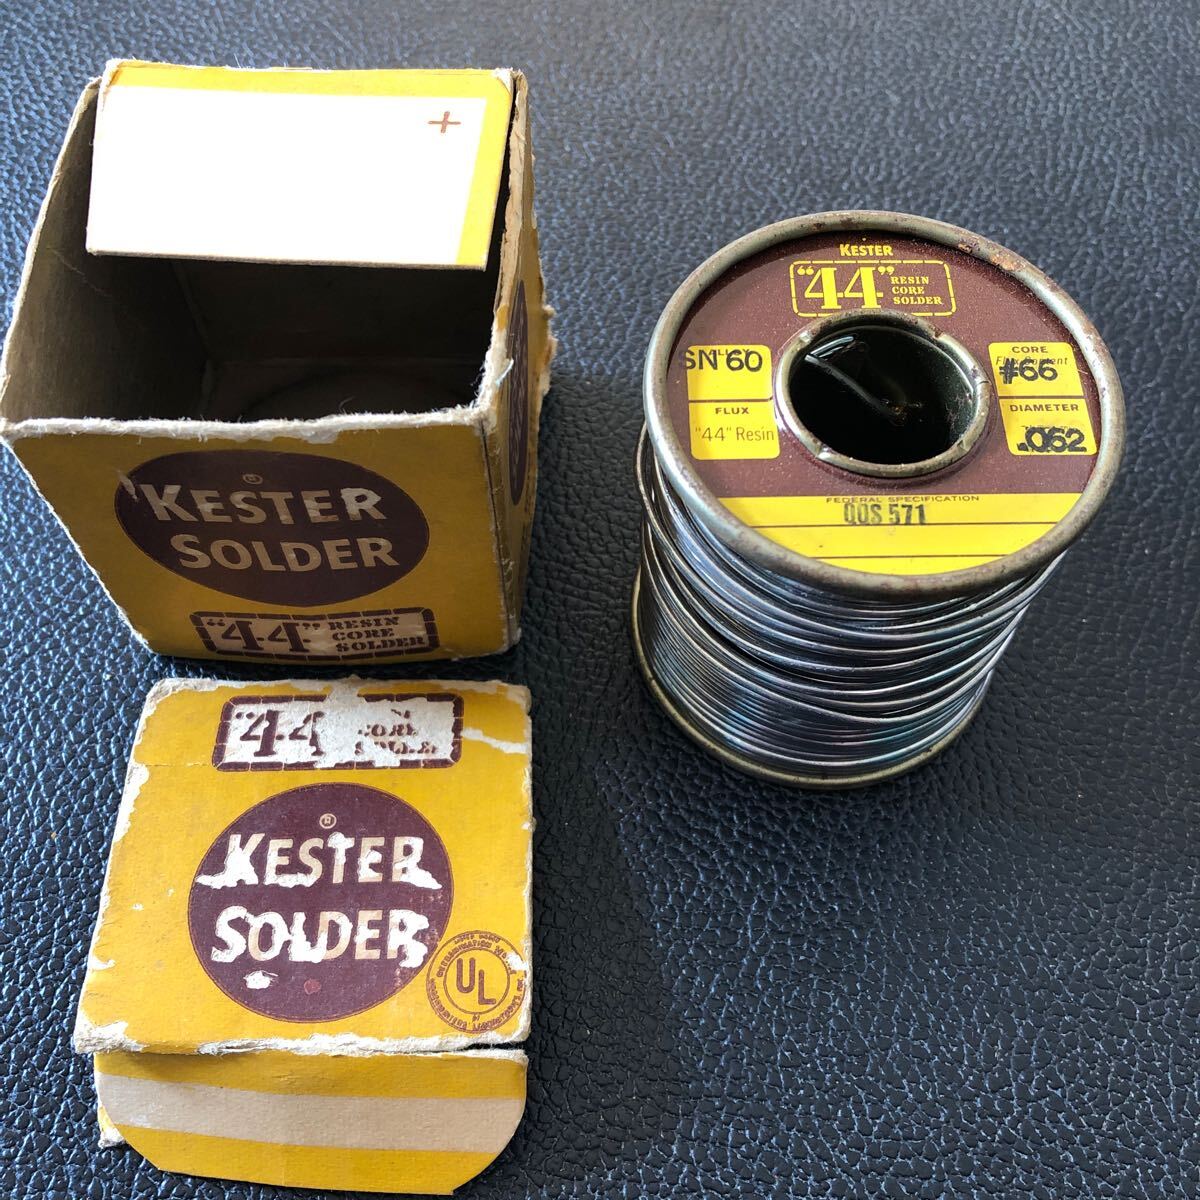 +
®
KESTER
SOLDER
"44" RESIN
CORE
SOLDER
"44
CORE
®
KESTER
SOLDER
UL
KESTER
"44" RESIN
CORE
SOLDER
SN 60
FLUX
"44" Resin
CORE
#66
DIAMETER
.062
FEDERAL SPECIFICATION
QQS 571